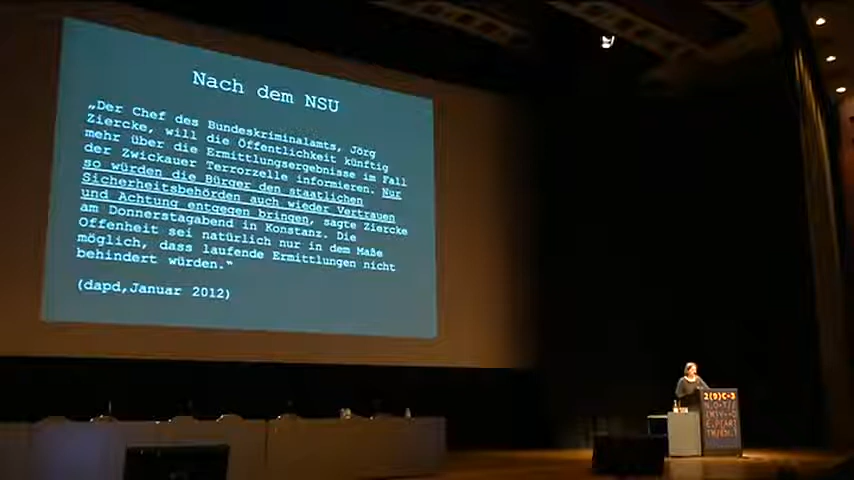 Nach dem NSU
„Der Chef des Bundeskriminalamts, Jörg
Ziercke, will die Öffentlichkeit künftig
mehr über die Ermittlungsergebnisse im Fall
der Zwickauer Terrorzelle informieren. Nur
so würden die Bürger den staatlichen
Sicherheitsbehörden auch wieder Vertrauen
und Achtung entgegen bringen, sagte Ziercke
am Donnerstagabend in Konstanz. Die
Offenheit sei natürlich nur in dem Maße
möglich, dass laufende Ermittlungen nicht
behindert würden.“
(dapd,Januar 2012)
2(9)C-3